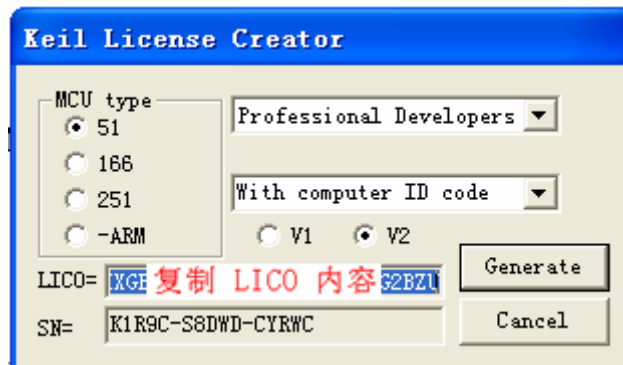 Keil License Creator
MCU type
51
166
251
-ARM
Professional Developers
With computer ID code
V1 V2
LICO= XGE 复制 LICO 内容 G2BZU
Generate
SN= K1R9C-S8DWD-CYRWC
Cancel